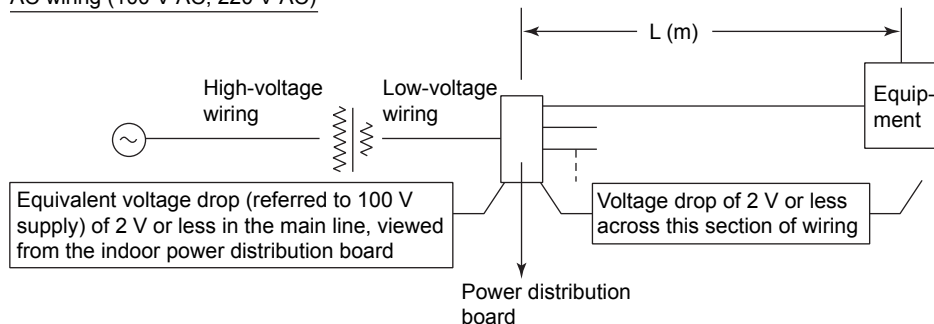 AC wiring (100 V AC, 220 V AC)
L (m)
High-voltage
wiring
Low-voltage
wiring
Equip-
ment
Equivalent voltage drop (referred to 100 V
supply) of 2 V or less in the main line, viewed
from the indoor power distribution board
Voltage drop of 2 V or less
across this section of wiring
Power distribution
board